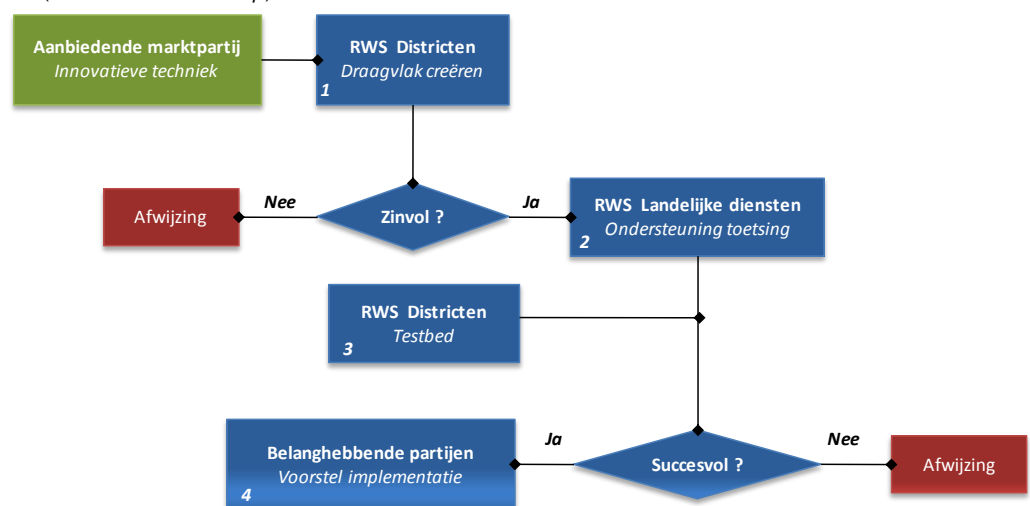 Aanbiedende marktpartij
Innovatieve techniek
RWS Districten
Draagvlak creëren
1
Afwijzing
Nee
Zinvol ?
Ja
RWS Landelijke diensten
Ondersteuning toetsing
2
RWS Districten
Testbed
3
Belanghebbende partijen
Voorstel implementatie
4
Ja
Succesvol ?
Nee
Afwijzing